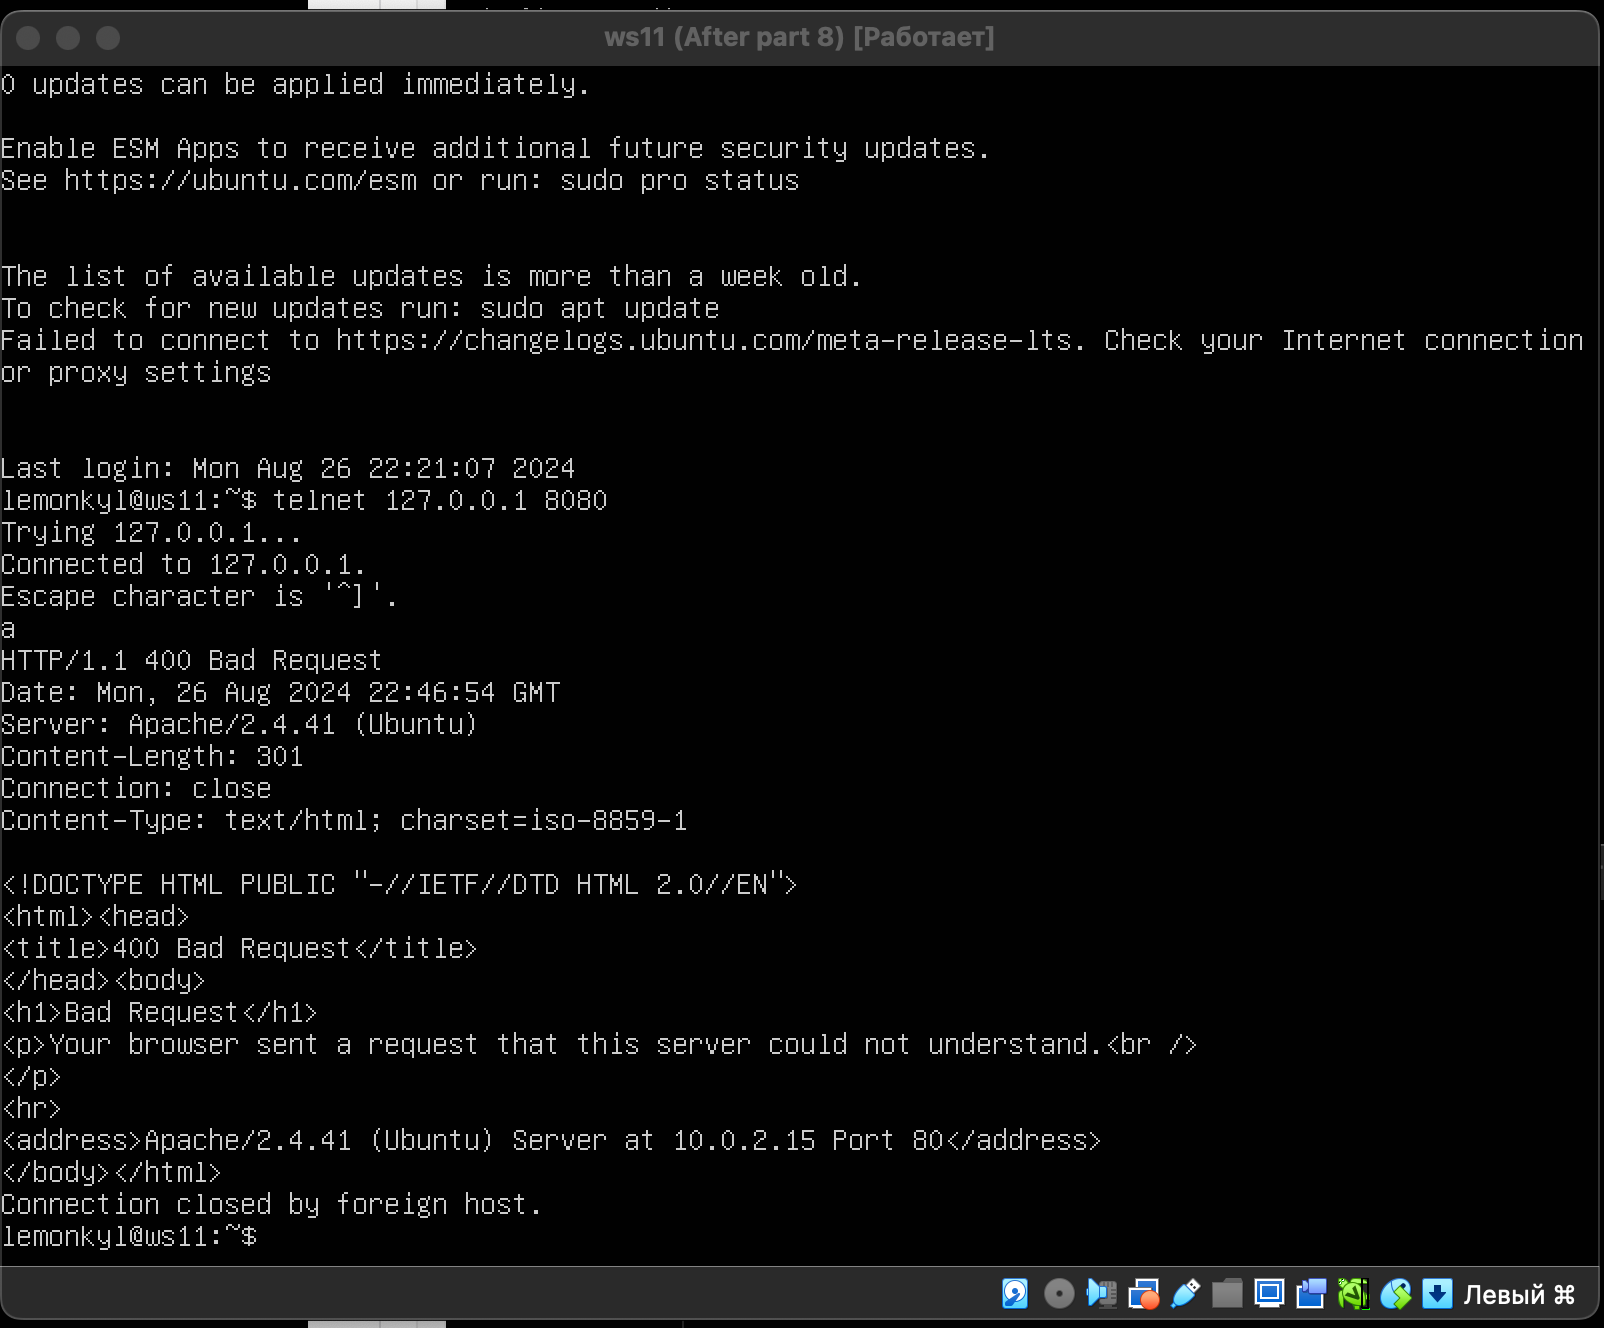 ws11 (After part 8) [Работает]
0 updates can be applied immediately.
Enable ESM Apps to receive additional future security updates.
See https://ubuntu.com/esm or run: sudo pro status
The list of available updates is more than a week old.
To check for new updates run: sudo apt update
Failed to connect to https://changelogs.ubuntu.com/meta-release-lts. Check your Internet connection
or proxy settings
Last login: Mon Aug 26 22:21:07 2024
lemonkyl@ws11:~$ telnet 127.0.0.1 8080
Trying 127.0.0.1...
Connected to 127.0.0.1.
Escape character is '^]'.
a
HTTP/1.1 400 Bad Request
Date: Mon, 26 Aug 2024 22:46:54 GMT
Server: Apache/2.4.41 (Ubuntu)
Content-Length: 301
Connection: close
Content-Type: text/html; charset=iso-8859-1
<!DOCTYPE HTML PUBLIC "-//IETF//DTD HTML 2.0//EN">
<html><head>
<title>400 Bad Request</title>
</head><body>
<h1>Bad Request</h1>
<p>Your browser sent a request that this server could not understand.<br />
</p>
<hr>
<address>Apache/2.4.41 (Ubuntu) Server at 10.0.2.15 Port 80</address>
</body></html>
Connection closed by foreign host.
lemonkyl@ws11:~$
Левый ⌘